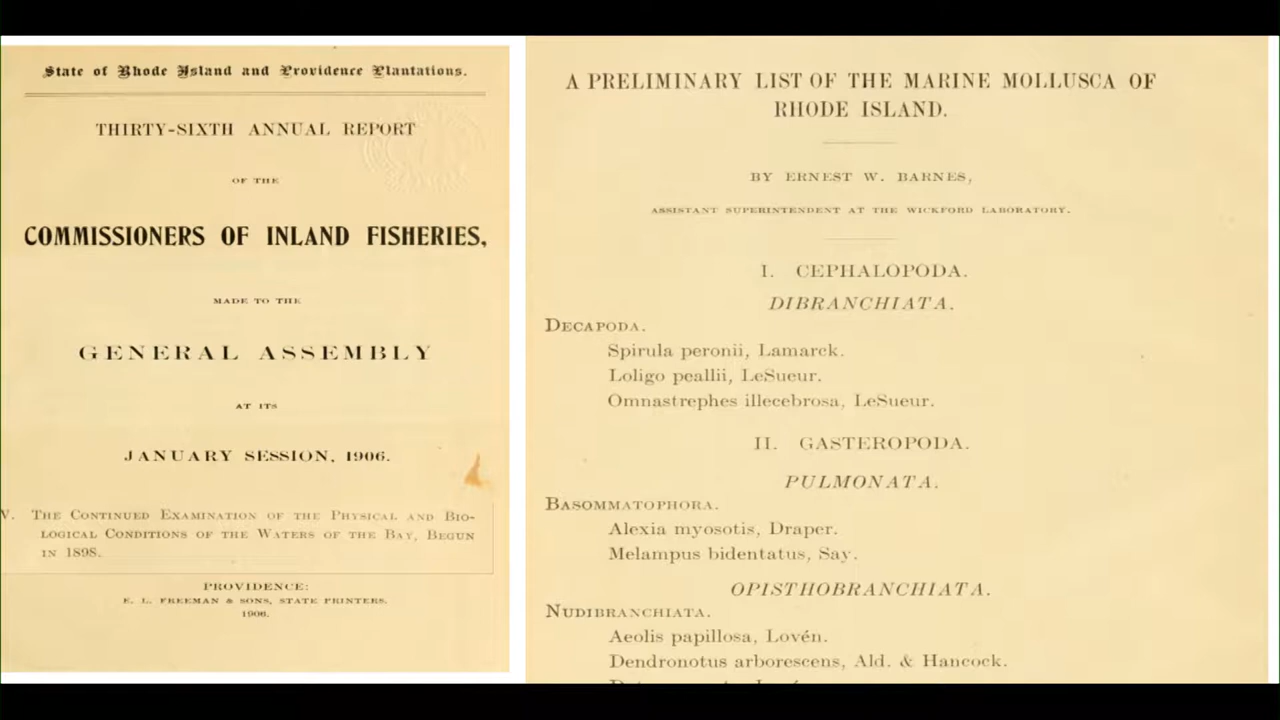 State of Rhode Island and Providence Plantations.
THIRTY-SIXTH ANNUAL REPORT
OF THE
COMMISSIONERS OF INLAND FISHERIES,
MADE TO THE
GENERAL ASSEMBLY
AT ITS
JANUARY SESSION, 1906.
V. The Continued Examination of the Physical and Bio-
logical Conditions of the Waters of the Bay, Begun
in 1898.
PROVIDENCE:
E. L. FREEMAN & SONS, STATE PRINTERS.
1906.
A PRELIMINARY LIST OF THE MARINE MOLLUSCA OF
RHODE ISLAND.
BY ERNEST W. BARNES,
ASSISTANT SUPERINTENDENT AT THE WICKFORD LABORATORY.
I. CEPHALOPODA.
DIBRANCHIATA.
Decapoda.
Spirula peronii, Lamarck.
Loligo peallii, LeSueur.
Omnastrephes illecebrosa, LeSueur.
II. GASTEROPODA.
PULMONATA.
Basommatophora.
Alexia myosotis, Draper.
Melampus bidentatus, Say.
OPISTHOBRANCHIATA.
Nudibranchiata.
Aeolis papillosa, Lovén.
Dendronotus arborescens, Ald. & Hancock.